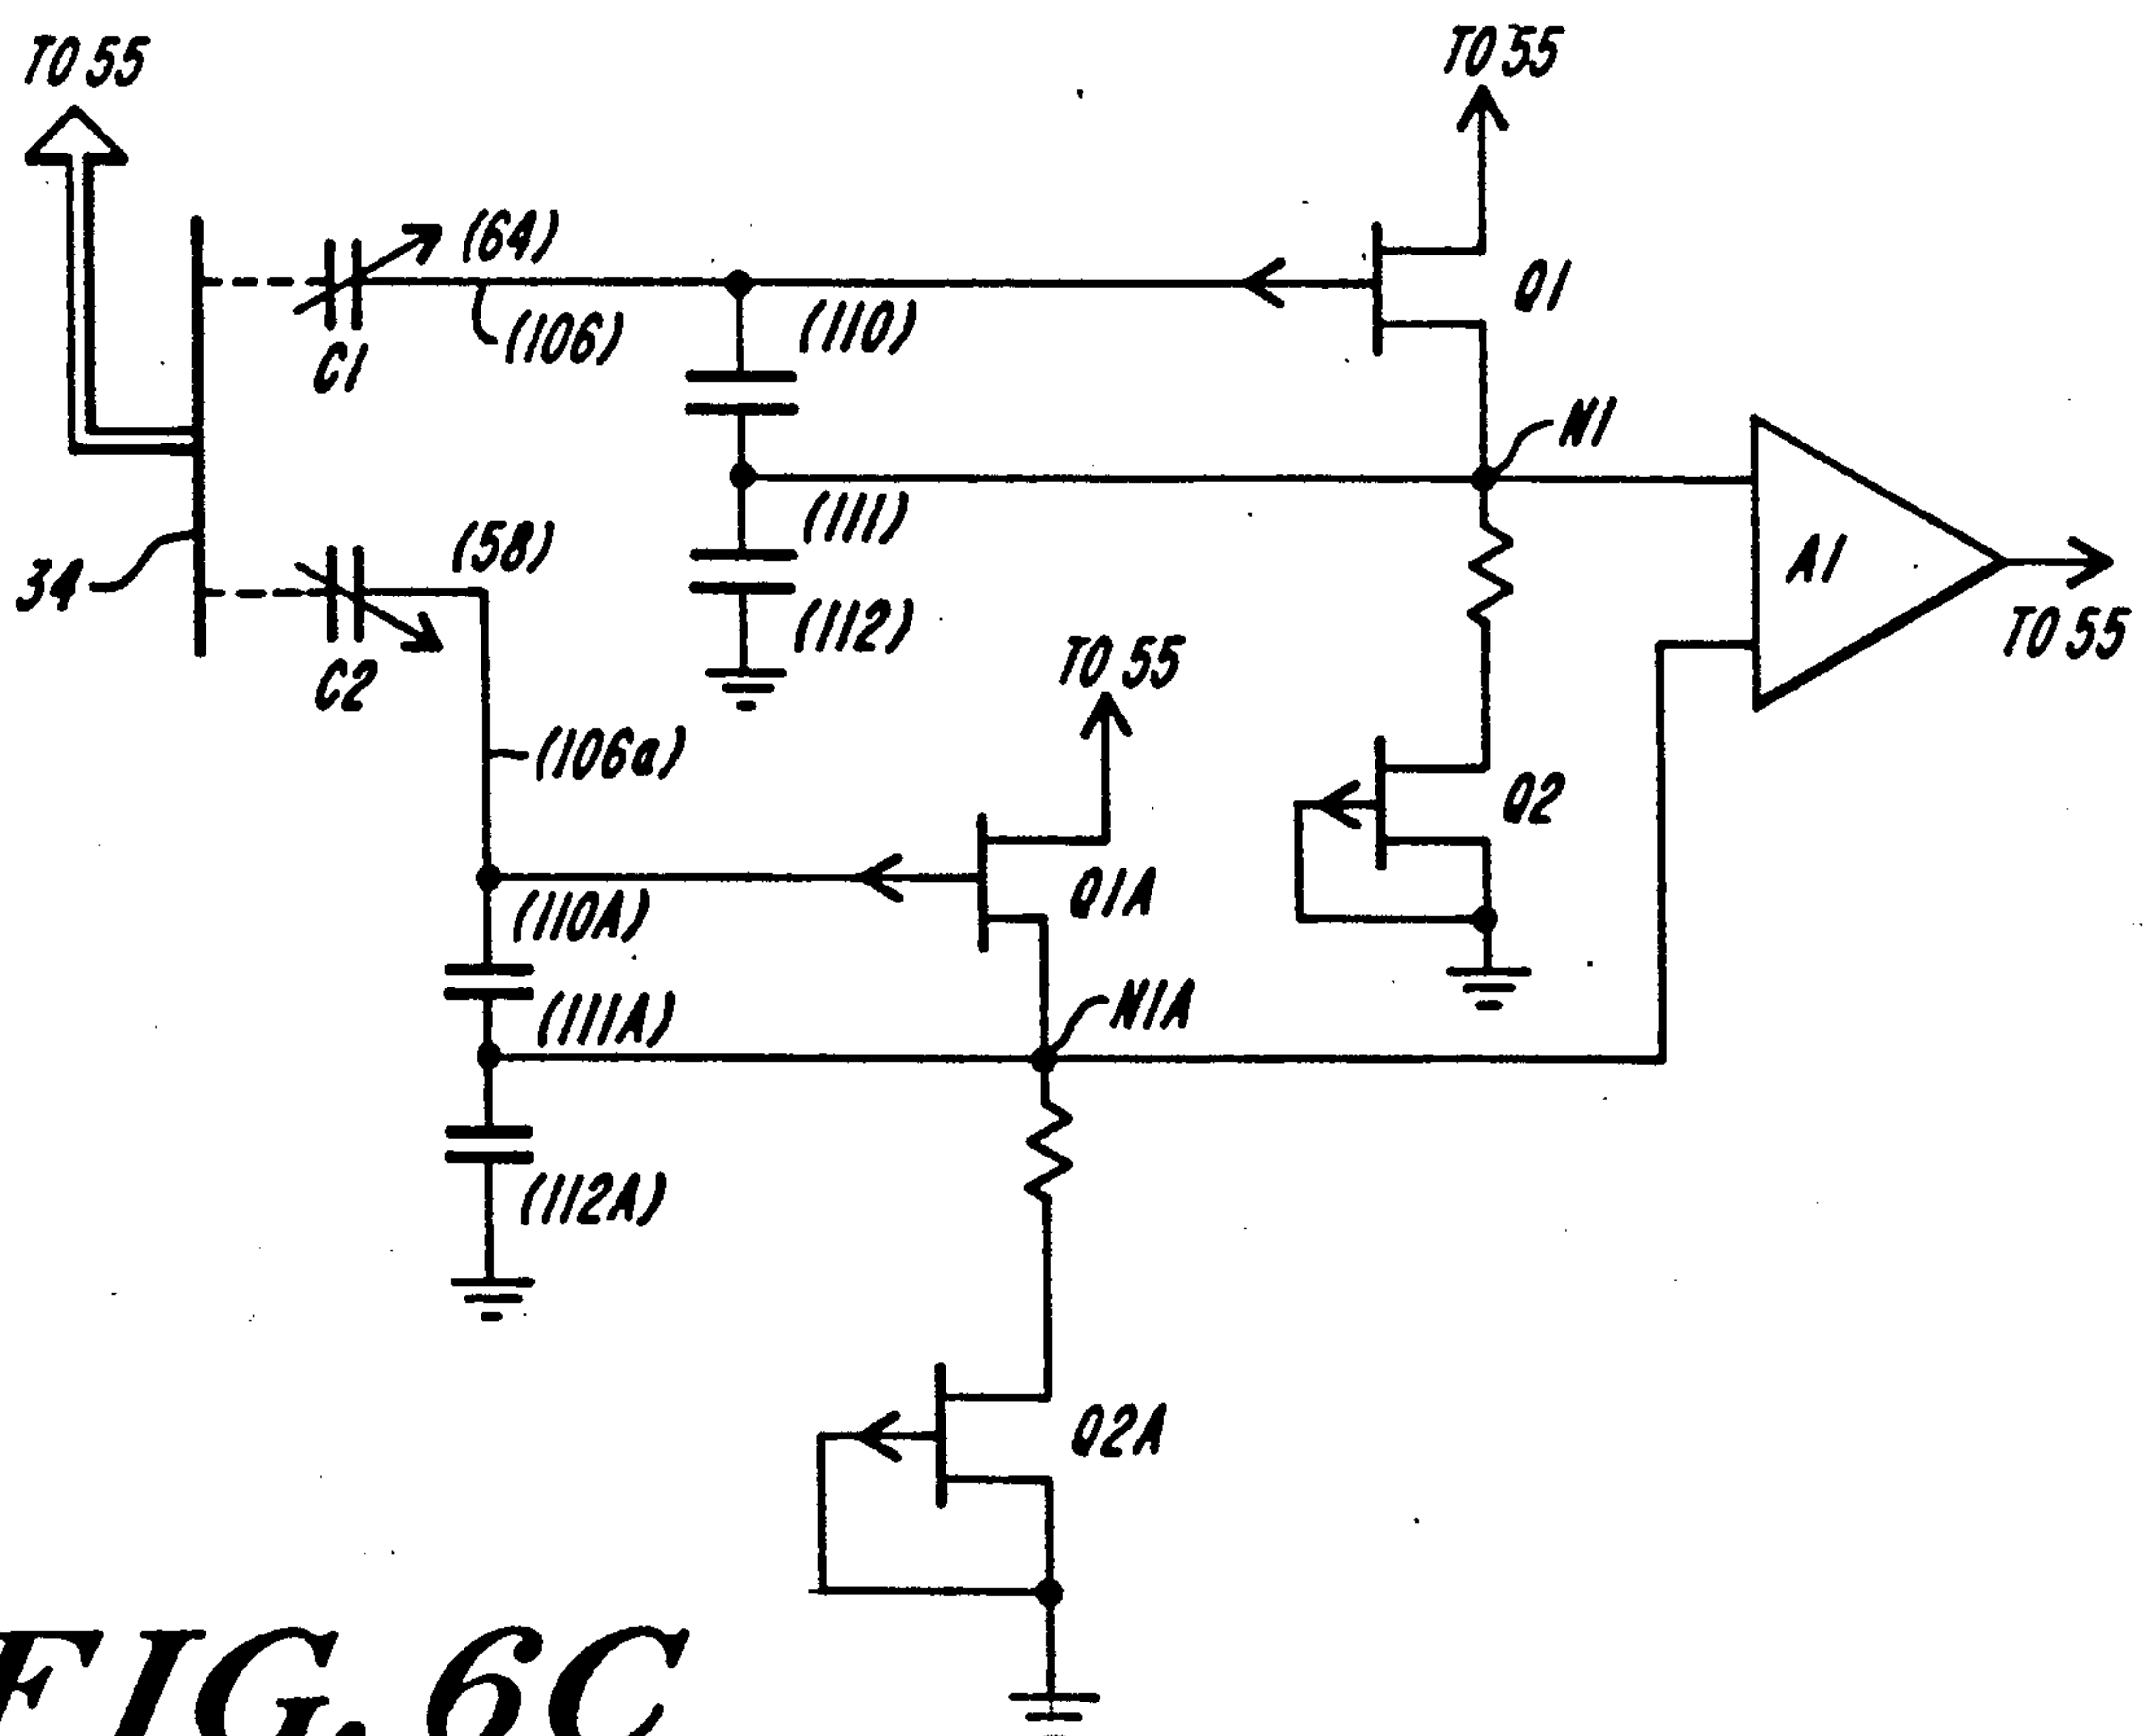 TO 55
TO 55
(64)
(106)
C1
(110)
Q1
N1
(111)
(58)
34
A1
(112)
TO 55
TO 55
C2
(106a)
Q2
Q1A
(110A)
(111A)
N1A
(112A)
Q2A
FIG. 6C